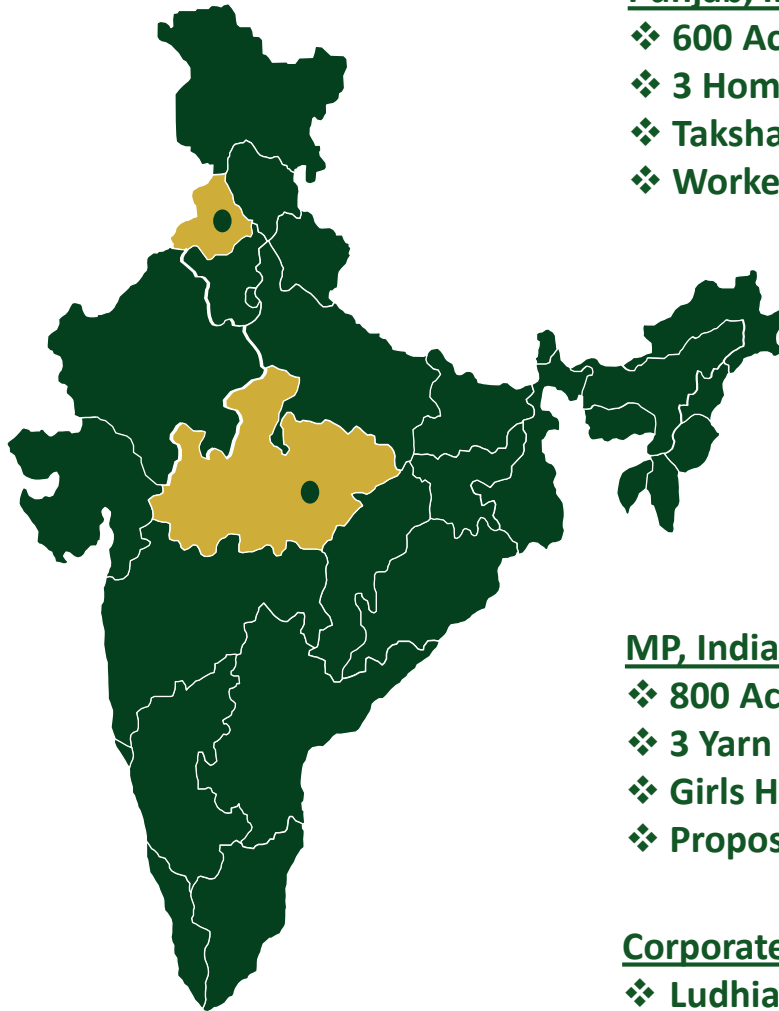 ❖ 600 Ac
❖ 3 Hom
❖ Taksha
❖ Worke
MP, India
❖ 800 Ac
❖ 3 Yarn
❖ Girls H
❖ Propos
Corporate
❖ Ludhia